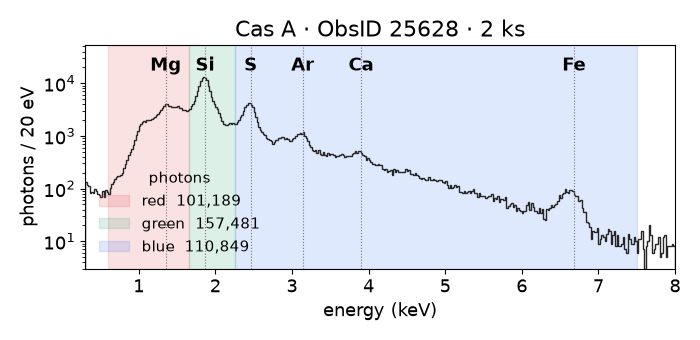 Cas A · ObsID 25628 · 2 ks
Mg Si S Ar Ca Fe
photons / 20 eV
10⁴
10³
10²
10¹
photons
red 101,189
green 157,481
blue 110,849
1 2 3 4 5 6 7 8
energy (keV)